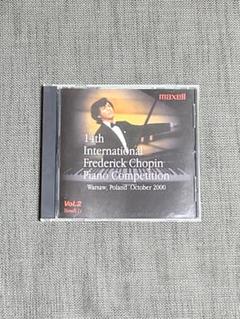 maxell
14th
International
Frederick Chopin
Piano Competition
Warsaw, Poland October 2000
Vol.2